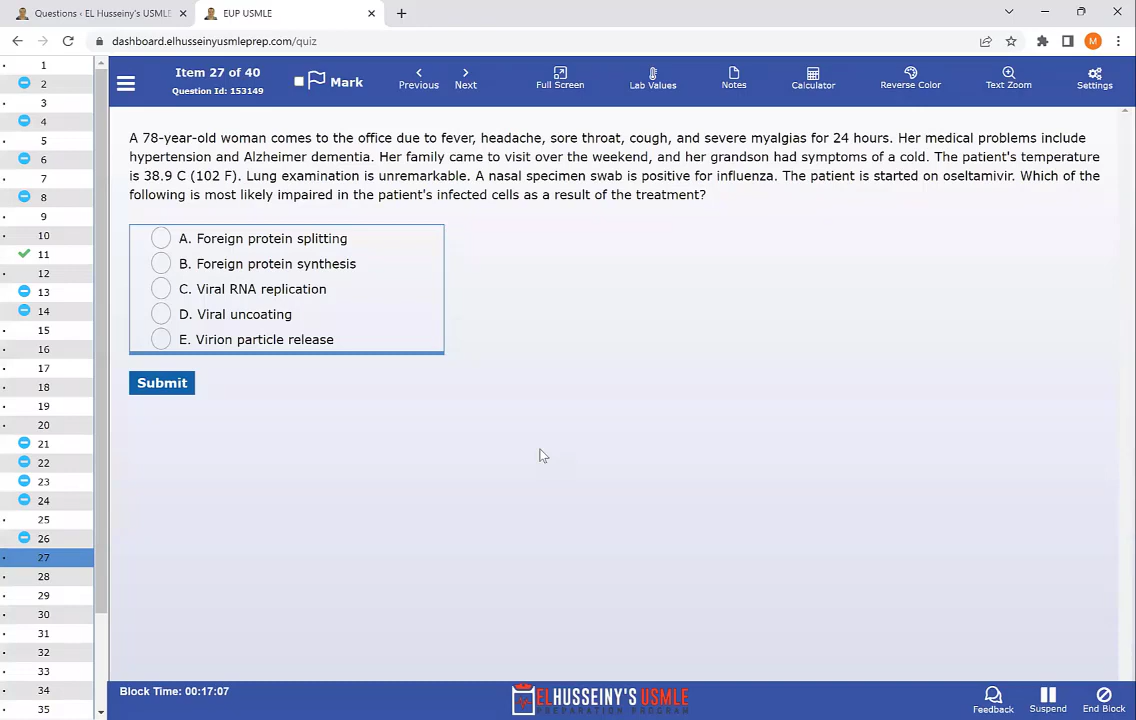 Questions ‹ EL Husseiny's USMLE
EUP USMLE
dashboard.elhusseinyusmleprep.com/quiz
M
Item 27 of 40
Question Id: 153149
Mark
Previous
Next
Full Screen
Lab Values
Notes
Calculator
Reverse Color
Text Zoom
Settings
1
2
3
4
5
6
7
8
9
10
11
12
13
14
15
16
17
18
19
20
21
22
23
24
25
26
27
28
29
30
31
32
33
34
35
A 78-year-old woman comes to the office due to fever, headache, sore throat, cough, and severe myalgias for 24 hours. Her medical problems include
hypertension and Alzheimer dementia. Her family came to visit over the weekend, and her grandson had symptoms of a cold. The patient's temperature
is 38.9 C (102 F). Lung examination is unremarkable. A nasal specimen swab is positive for influenza. The patient is started on oseltamivir. Which of the
following is most likely impaired in the patient's infected cells as a result of the treatment?
A. Foreign protein splitting
B. Foreign protein synthesis
C. Viral RNA replication
D. Viral uncoating
E. Virion particle release
Submit
Block Time: 00:17:07
ELHUSSEINY'S USMLE
PREPARATION PROGRAM
Feedback
Suspend
End Block